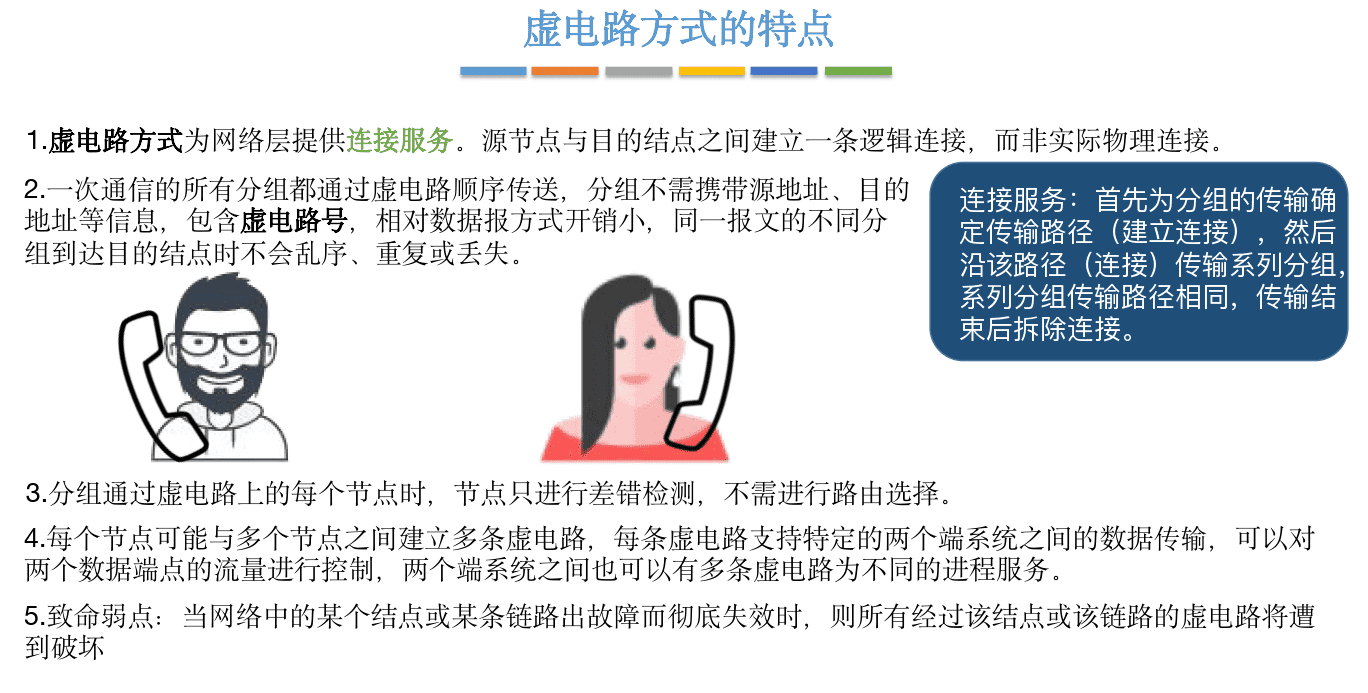 虚电路方式的特点
1.虚电路方式为网络层提供连接服务。源节点与目的结点之间建立一条逻辑连接，而非实际物理连接。
2.一次通信的所有分组都通过虚电路顺序传送，分组不需携带源地址、目的
地址等信息，包含虚电路号，相对数据报方式开销小，同一报文的不同分
组到达目的结点时不会乱序、重复或丢失。
连接服务：首先为分组的传输确
定传输路径（建立连接），然后
沿该路径（连接）传输系列分组，
系列分组传输路径相同，传输结
束后拆除连接。
3.分组通过虚电路上的每个节点时，节点只进行差错检测，不需进行路由选择。
4.每个节点可能与多个节点之间建立多条虚电路，每条虚电路支持特定的两个端系统之间的数据传输，可以对
两个数据端点的流量进行控制，两个端系统之间也可以有多条虚电路为不同的进程服务。
5.致命弱点：当网络中的某个结点或某条链路出故障而彻底失效时，则所有经过该结点或该链路的虚电路将遭
到破坏